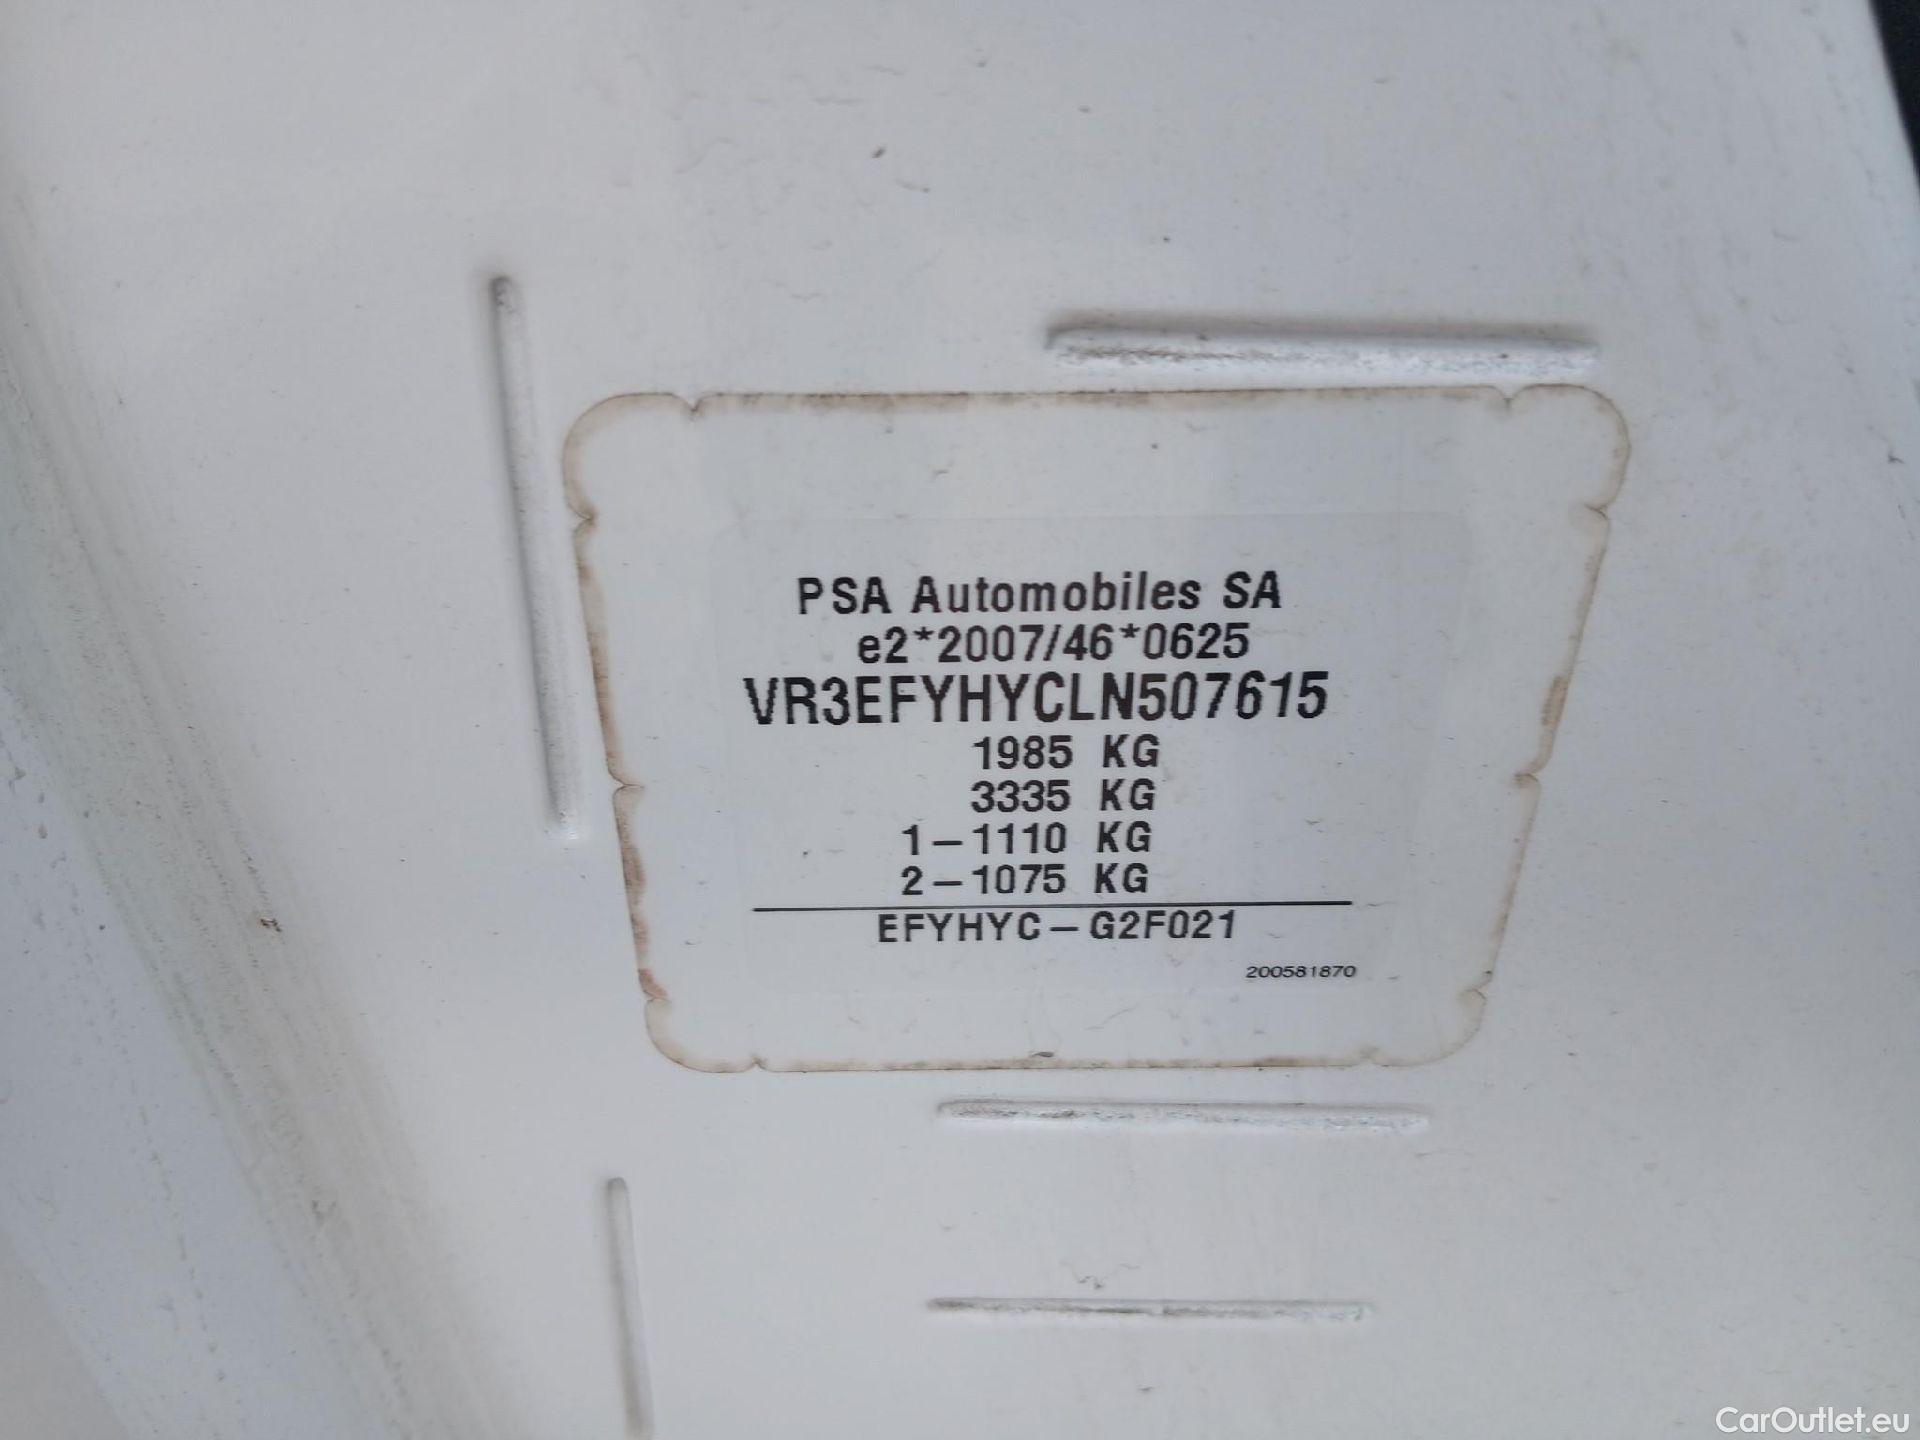 PSA Automobiles SA
e2*2007/46*0625
VR3EFYHYCLN507615
1985 KG
3335 KG
1-1110 KG
2-1075 KG
EFYHYC-G2F021
200581870
CarOutlet.eu